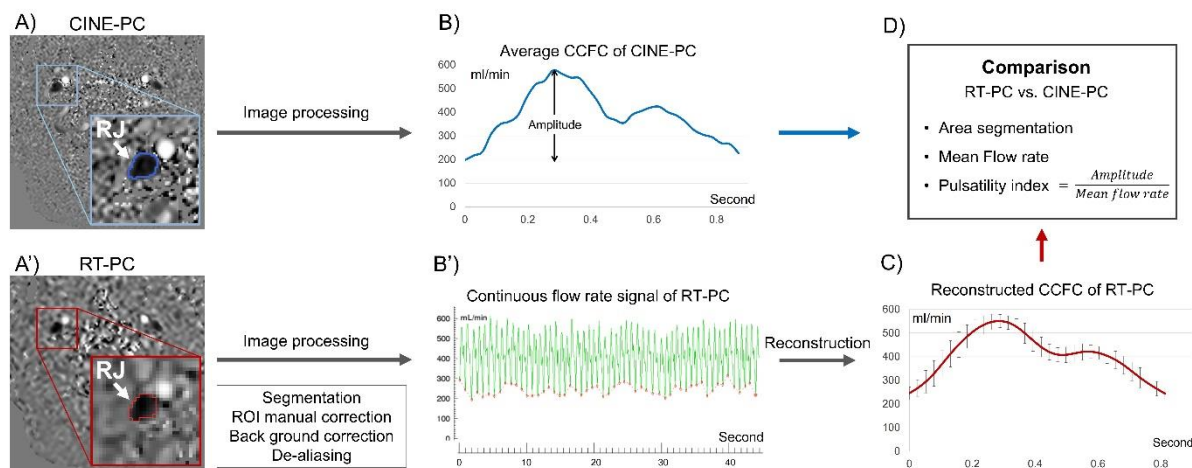 A)
CINE-PC
RJ
Image processing
B)
Average CCFC of CINE-PC
ml/min
600
500
400
300
200
100
0
Amplitude
Second
0 0.2 0.4 0.6 0.8
D)
Comparison
RT-PC vs. CINE-PC
• Area segmentation
• Mean Flow rate
• Pulsatility index = Amplitude / Mean flow rate
A')
RT-PC
RJ
Image processing
Segmentation
ROI manual correction
Back ground correction
De-aliasing
B')
Continuous flow rate signal of RT-PC
mL/min
600
500
400
300
200
100
0
Second
0 10 20 30 40
Reconstruction
C)
Reconstructed CCFC of RT-PC
ml/min
600
500
400
300
200
100
0
Second
0 0.2 0.4 0.6 0.8